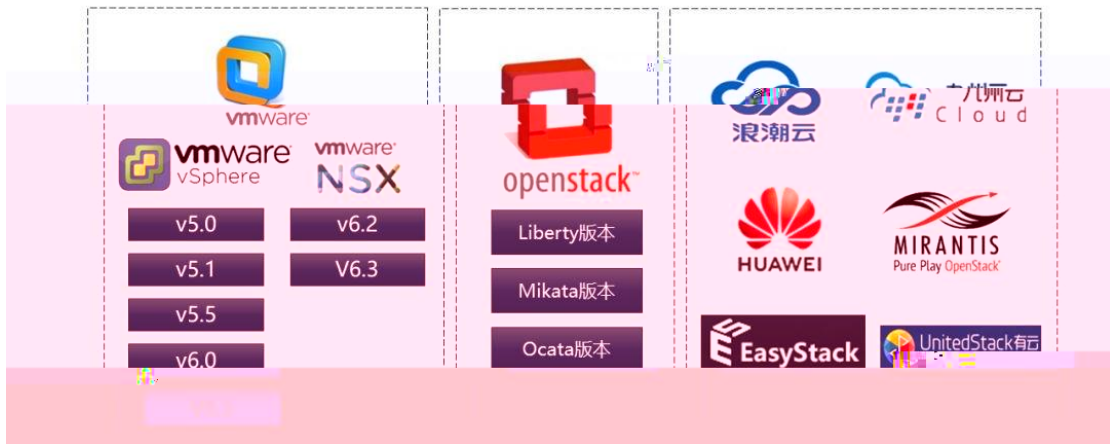 vmware
vmware
vSphere
vmware
NSX
v5.0
v6.2
v5.1
V6.3
v5.5
v6.0
openstack
Liberty版本
Mikata版本
Ocata版本
浪潮云
九州云
Cloud
HUAWEI
MIRANTIS
Pure Play OpenStack
EasyStack
UnitedStack有云